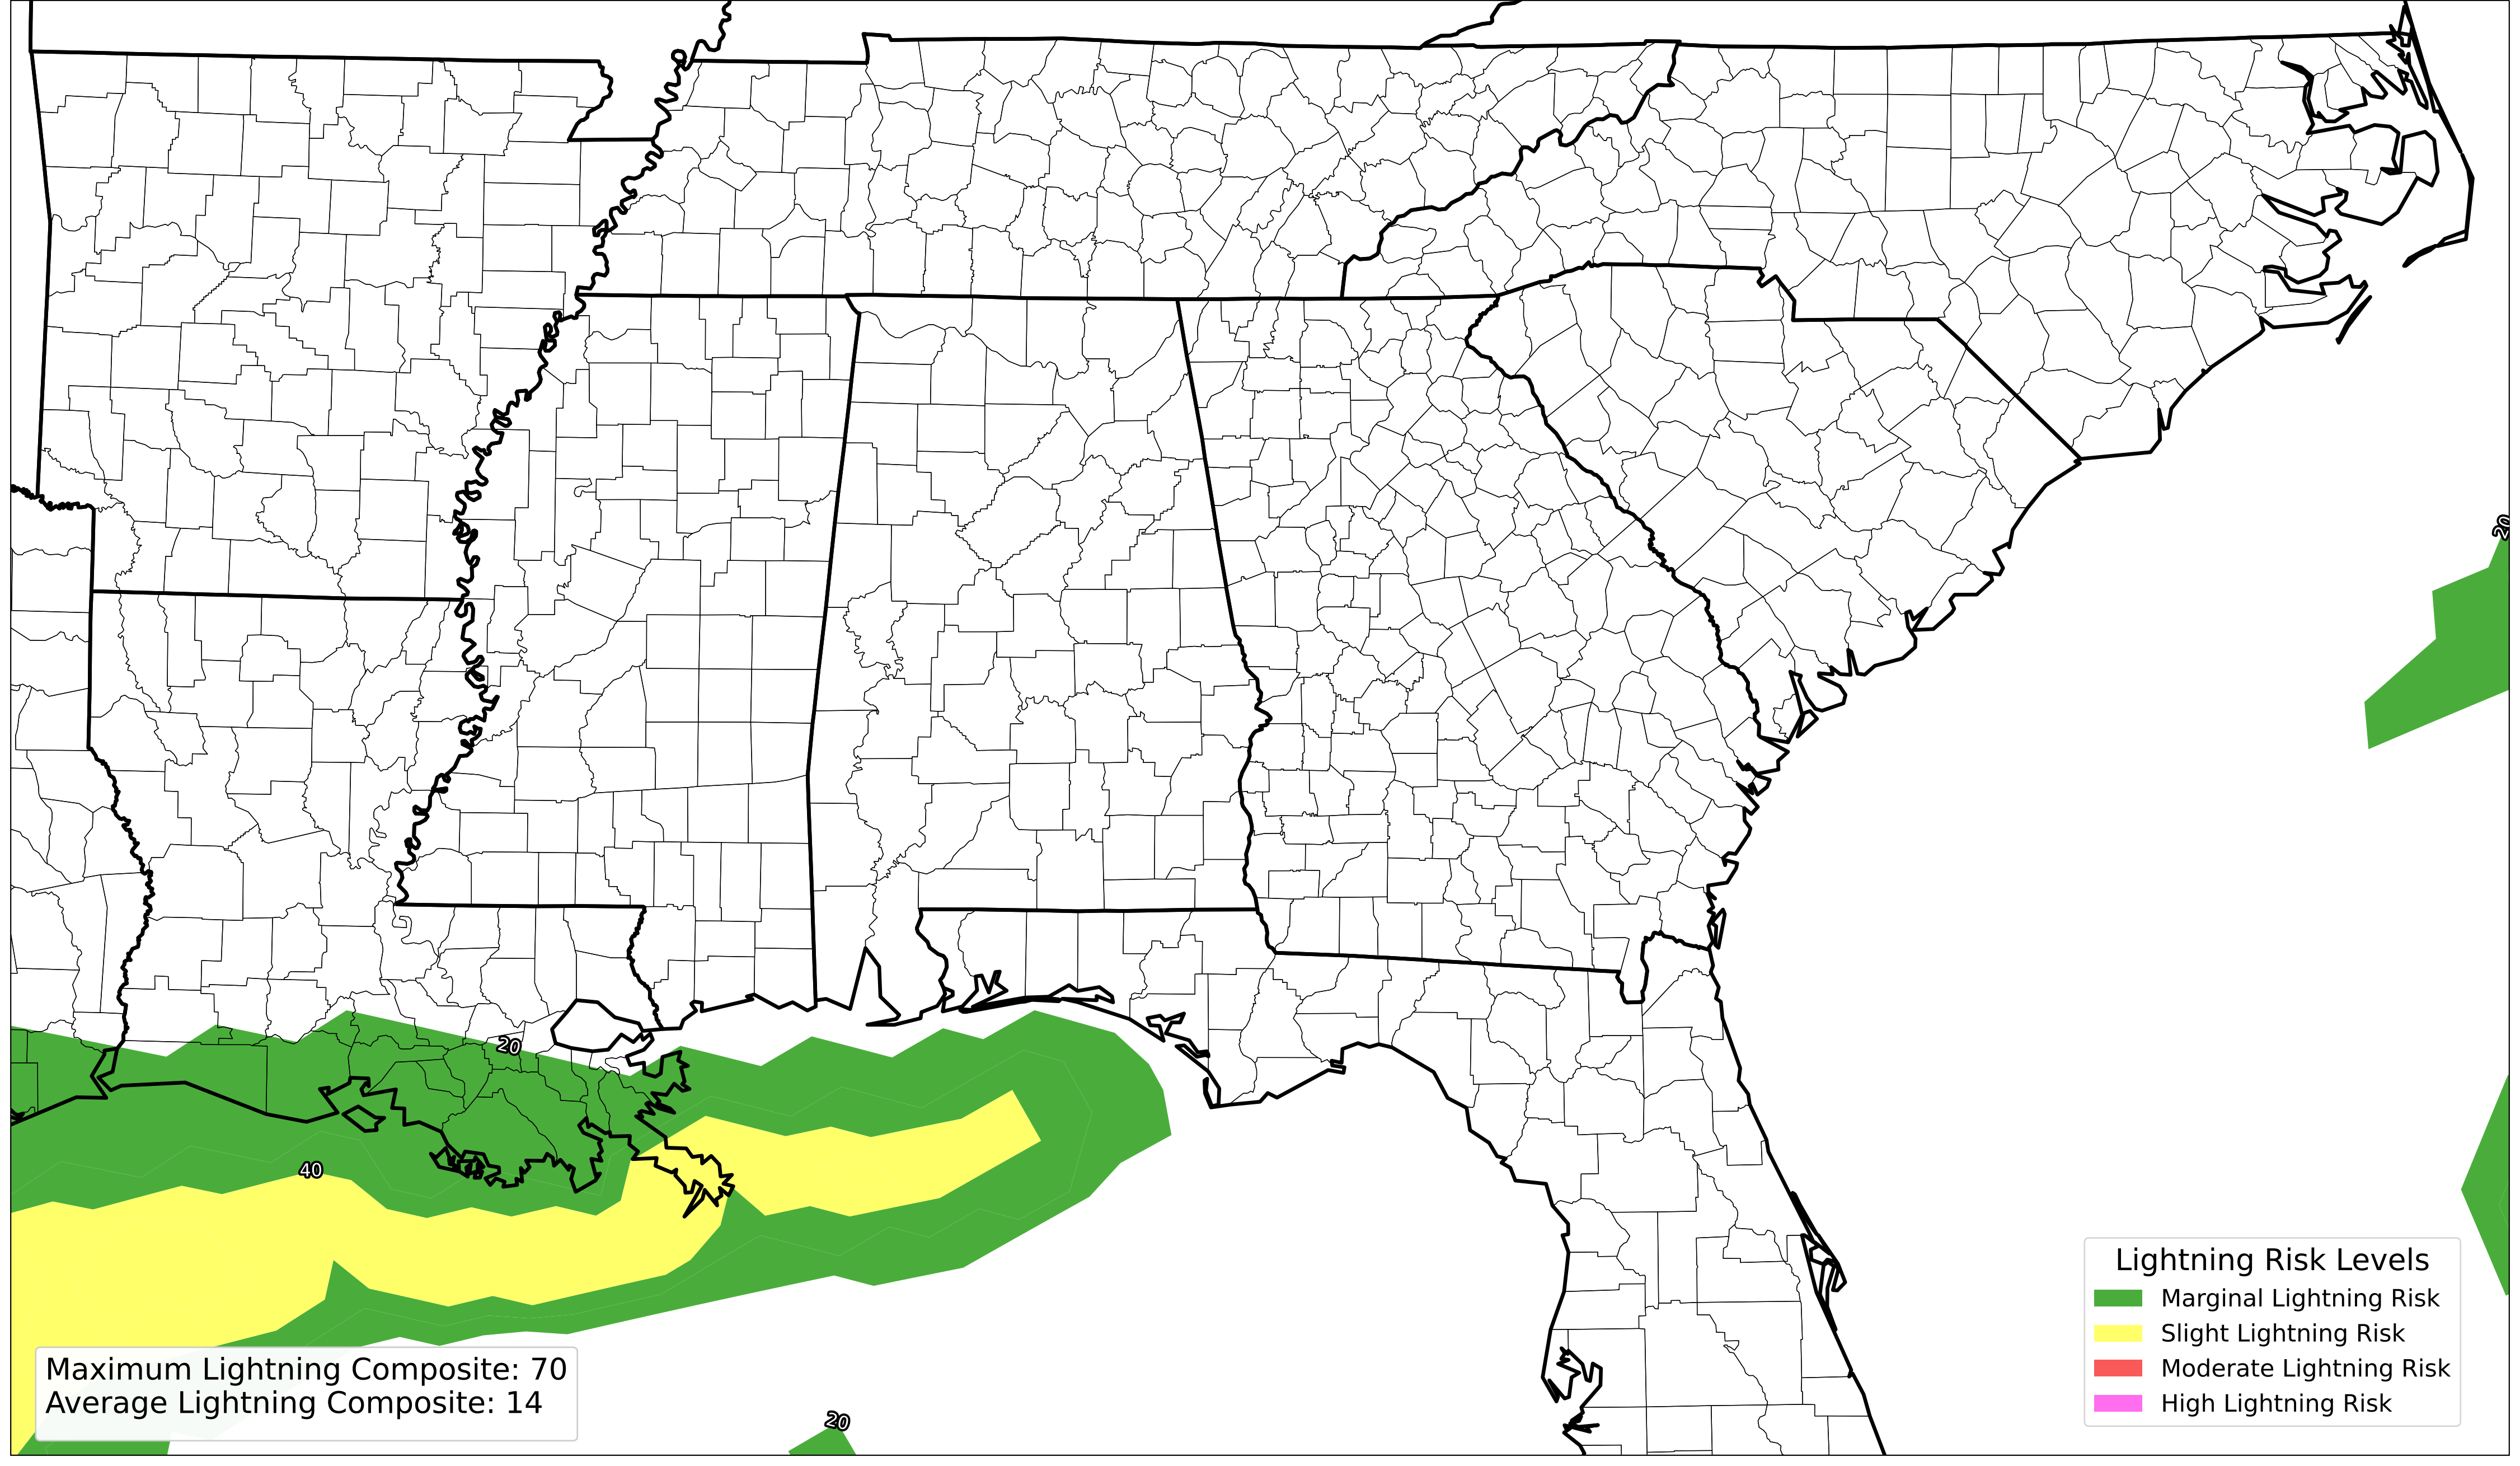 20
20
40
Maximum Lightning Composite: 70
Average Lightning Composite: 14
20
Lightning Risk Levels
Marginal Lightning Risk
Slight Lightning Risk
Moderate Lightning Risk
High Lightning Risk